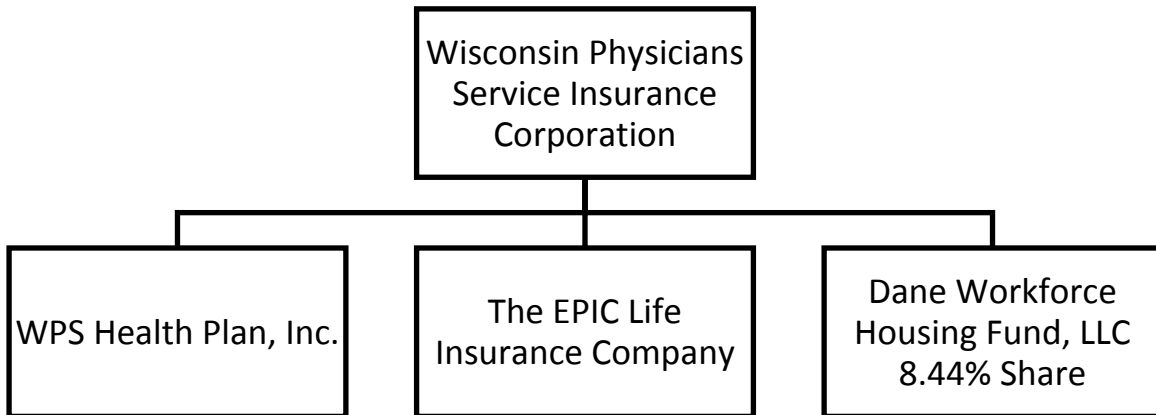 Wisconsin Physicians
Service Insurance
Corporation
WPS Health Plan, Inc.
The EPIC Life
Insurance Company
Dane Workforce
Housing Fund, LLC
8.44% Share